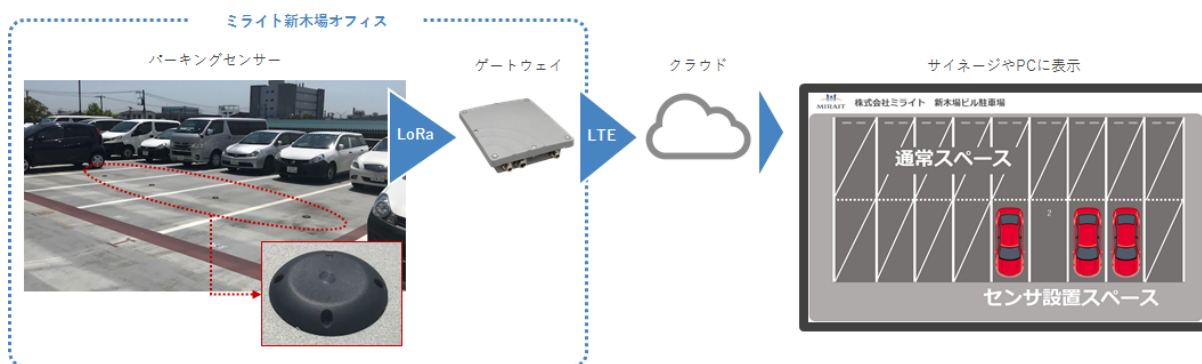 ミライト新木場オフィス
パーキングセンサー
ゲートウェイ
クラウド
サイネージやPCに表示
LoRa
LTE
MIRAIT
株式会社ミライト　新木場ビル駐車場
通常スペース
2
センサ設置スペース